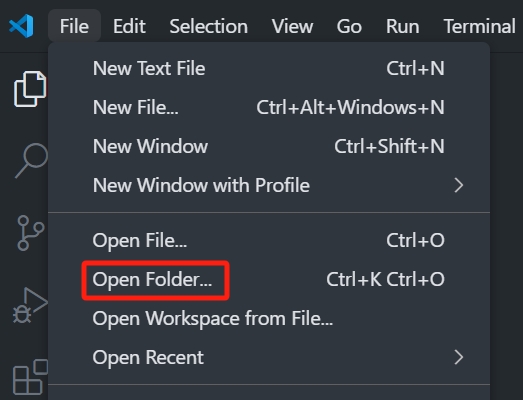 File Edit Selection View Go Run Terminal
New Text File Ctrl+N
New File... Ctrl+Alt+Windows+N
New Window Ctrl+Shift+N
New Window with Profile
Open File... Ctrl+O
Open Folder... Ctrl+K Ctrl+O
Open Workspace from File...
Open Recent